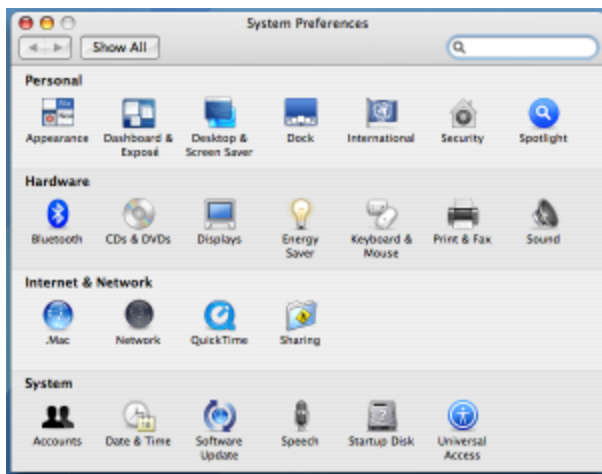 System Preferences
Show All
Personal
Appearance
Dashboard &
Exposé
Desktop &
Screen Saver
Dock
International
Security
Spotlight
Hardware
Bluetooth
CDs & DVDs
Displays
Energy
Saver
Keyboard &
Mouse
Print & Fax
Sound
Internet & Network
.Mac
Network
QuickTime
Sharing
System
Accounts
Date & Time
Software
Update
Speech
Startup Disk
Universal
Access